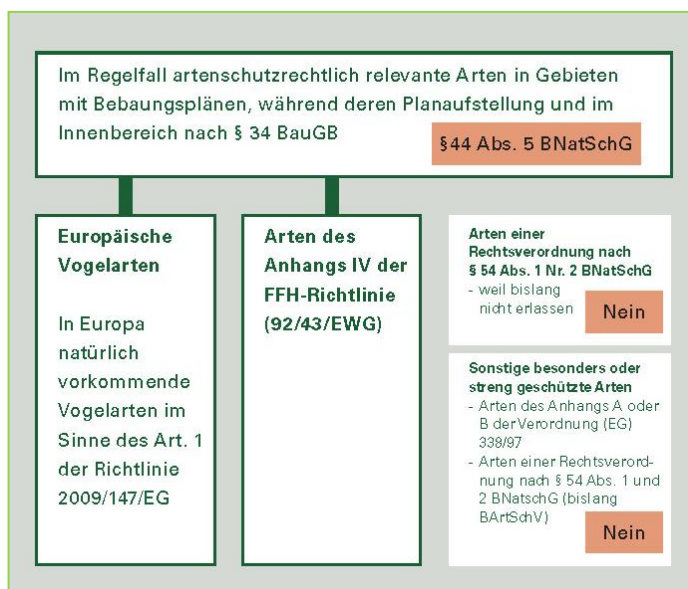 Im Regelfall artenschutzrechtlich relevante Arten in Gebieten
mit Bebaungsplänen, während deren Planaufstellung und im
Innenbereich nach § 34 BauGB
§44 Abs. 5 BNatSchG
Europäische
Vogelarten
In Europa
natürlich
vorkommende
Vogelarten im
Sinne des Art. 1
der Richtlinie
2009/147/EG
Arten des
Anhangs IV der
FFH-Richtlinie
(92/43/EWG)
Arten einer
Rechtsverordnung nach
§ 54 Abs. 1 Nr. 2 BNatSchG
- weil bislang
nicht erlassen
Nein
Sonstige besonders oder
streng geschützte Arten
- Arten des Anhangs A oder
B der Verordnung (EG)
338/97
- Arten einer Rechtsverord-
nung nach § 54 Abs. 1 und
2 BNatschG (bislang
BArtSchV)
Nein